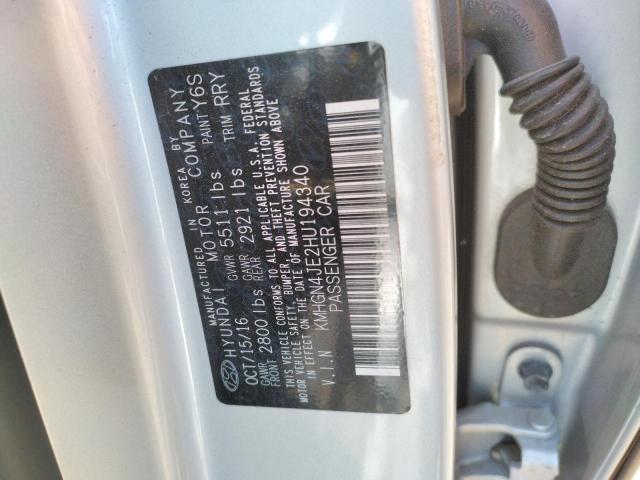 MANUFACTURED IN KOREA BY
HYUNDAI MOTOR COMPANY
OCT/15/16 GVWR 5511 lbs PAINT Y6S
GAWR FRONT 2800 lbs GAWR REAR 2921 lbs TRIM RRY
THIS VEHICLE CONFORMS TO ALL APPLICABLE U.S.A. FEDERAL
MOTOR VEHICLE SAFETY, BUMPER, AND THEFT PREVENTION STANDARDS
IN EFFECT ON THE DATE OF MANUFACTURE SHOWN ABOVE
V.I.N KMHGN4JE2HU194340
PASSENGER CAR